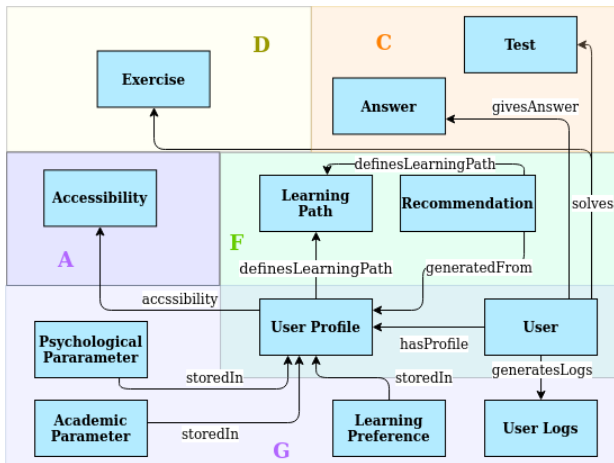 D
C
Test
Exercise
Answer
givesAnswer
definesLearningPath
Accessibility
Learning
Path
Recommendation
solves
A
F
definesLearningPath
generatedFrom
accssibility
User Profile
User
hasProfile
Psychological
Pararameter
generatesLogs
storedIn
storedIn
Academic
Parameter
storedIn
Learning
Preference
User Logs
G